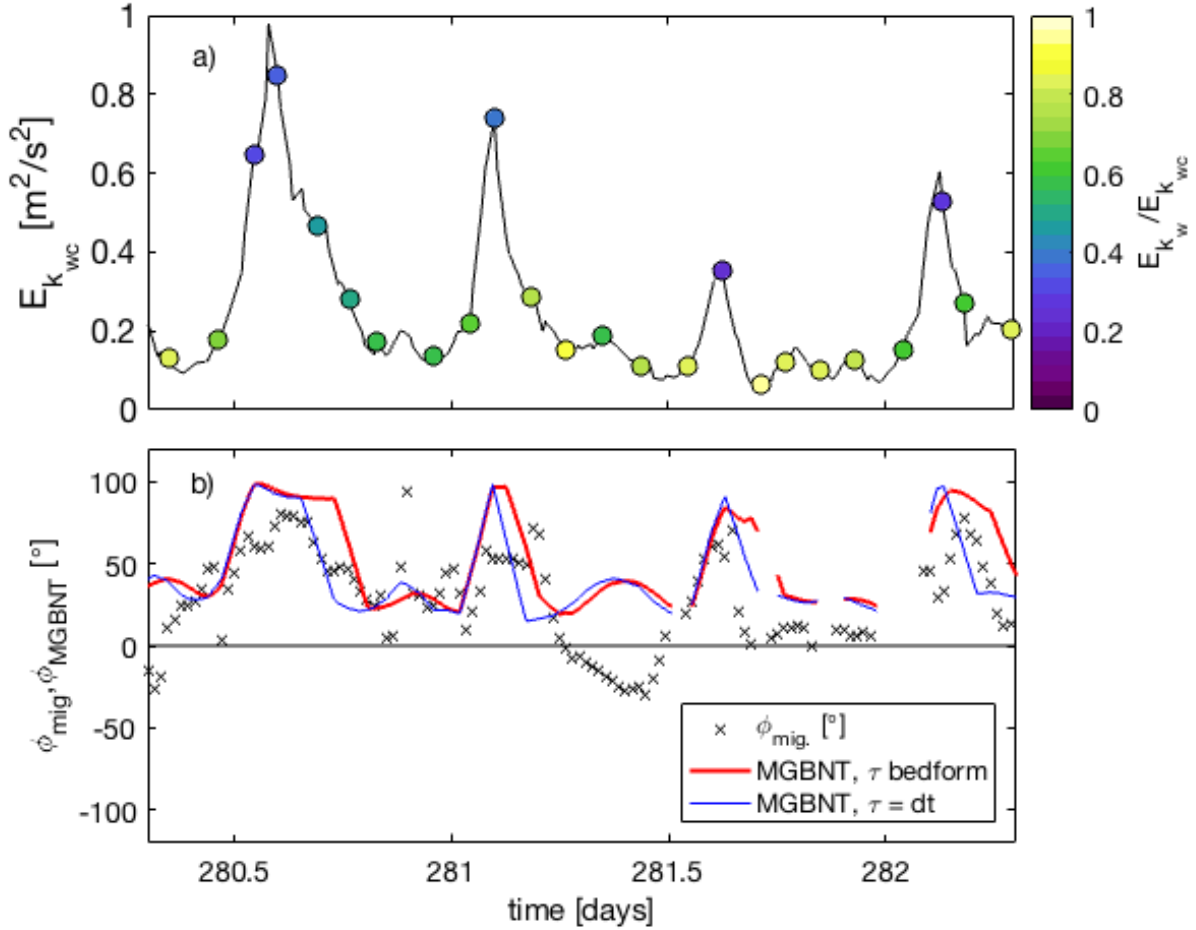 1
0.8
0.6
0.4
0.2
0
E_k_wc [m²/s²]
a)
1
0.8
0.6
0.4
0.2
0
E_k_w/E_k_wc
100
50
0
-50
-100
ϕ_mig,ϕ_MGBNT [°]
b)
ϕ_mig. [°]
MGBNT, τ bedform
MGBNT, τ = dt
280.5 281 281.5 282
time [days]